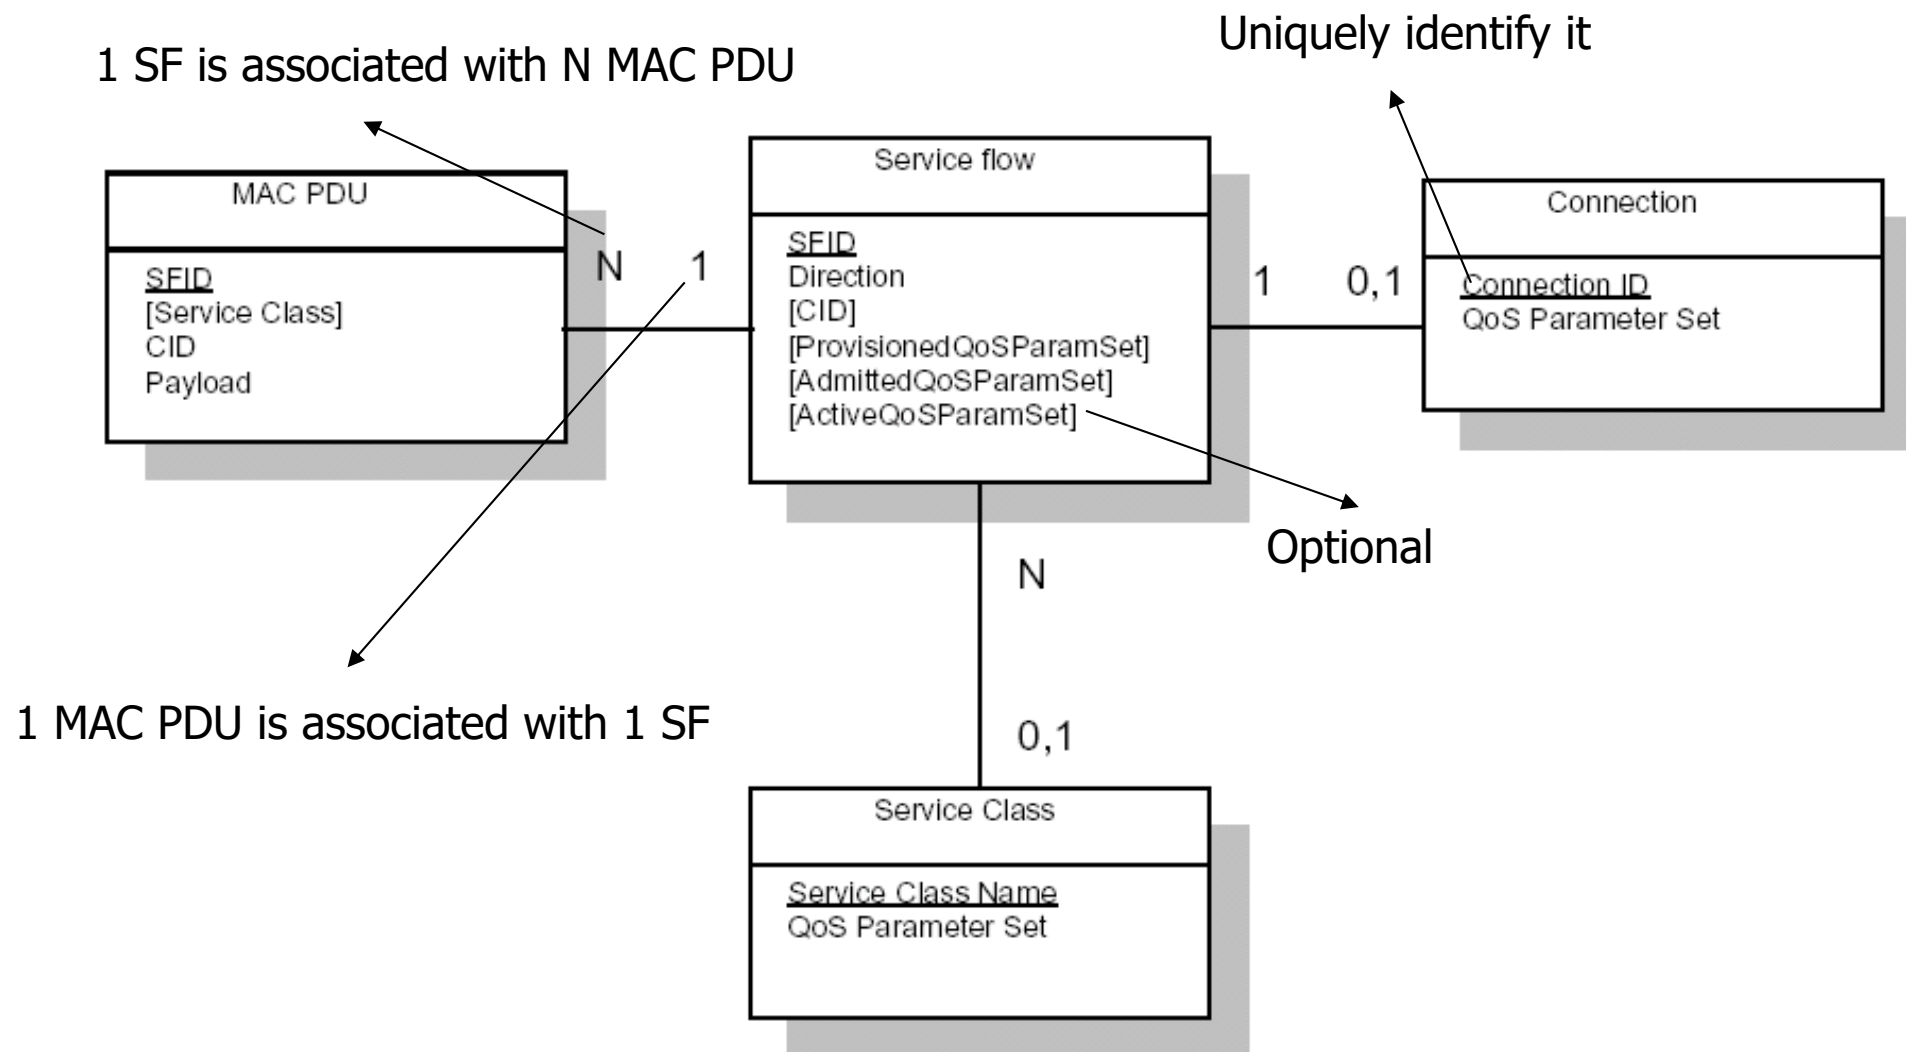 Uniquely identify it
1 SF is associated with N MAC PDU
MAC PDU
SFID
[Service Class]
CID
Payload
N
1
Service flow
SFID
Direction
[CID]
[ProvisionedQoSParamSet]
[AdmittedQoSParamSet]
[ActiveQoSParamSet]
1
0,1
Connection
Connection ID
QoS Parameter Set
Optional
N
1 MAC PDU is associated with 1 SF
0,1
Service Class
Service Class Name
QoS Parameter Set